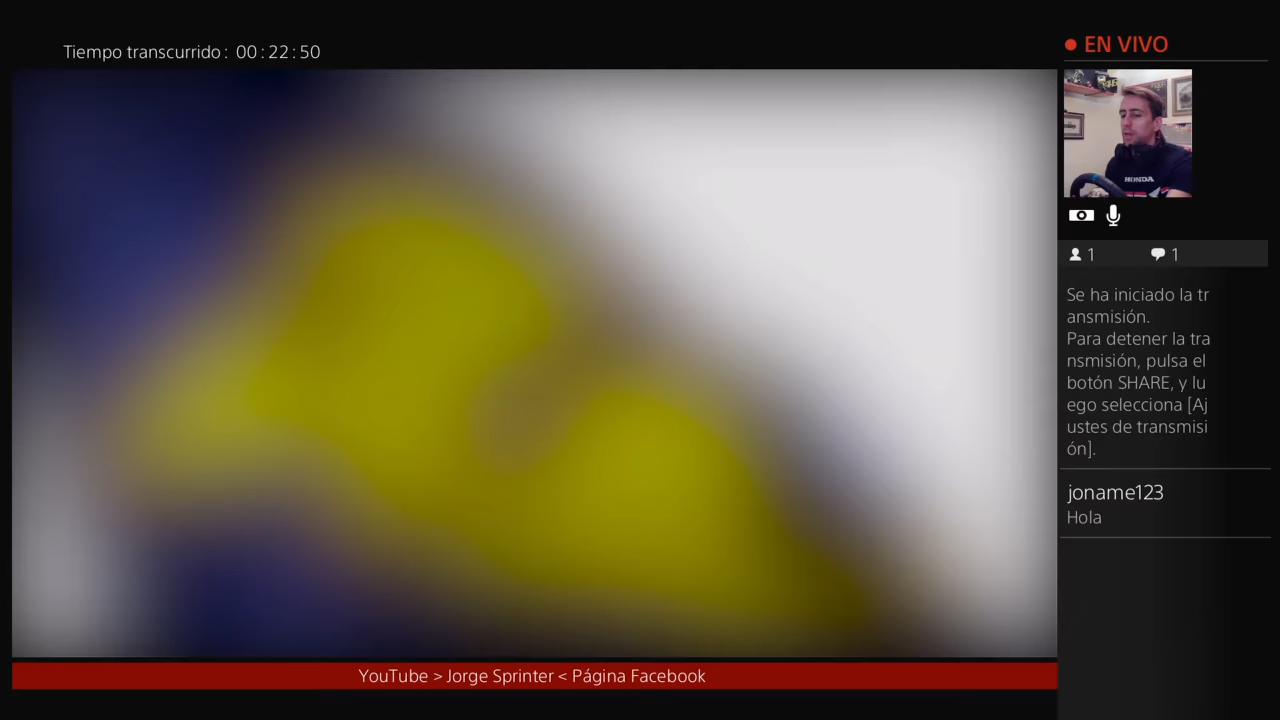 Tiempo transcurrido : 00 : 22 : 50
EN VIVO
HONDA
1 1
Se ha iniciado la tr
ansmisión.
Para detener la tra
nsmisión, pulsa el
botón SHARE, y lu
ego selecciona [Aj
ustes de transmisi
ón].
joname123
Hola
YouTube > Jorge Sprinter < Página Facebook